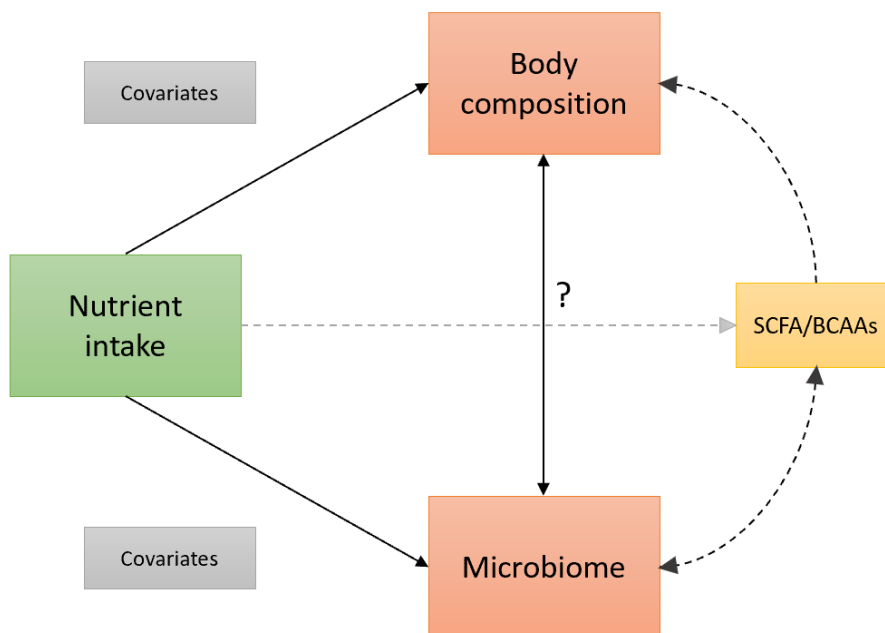 Body
composition
Covariates
Nutrient
intake
?
SCFA/BCAAs
Covariates
Microbiome